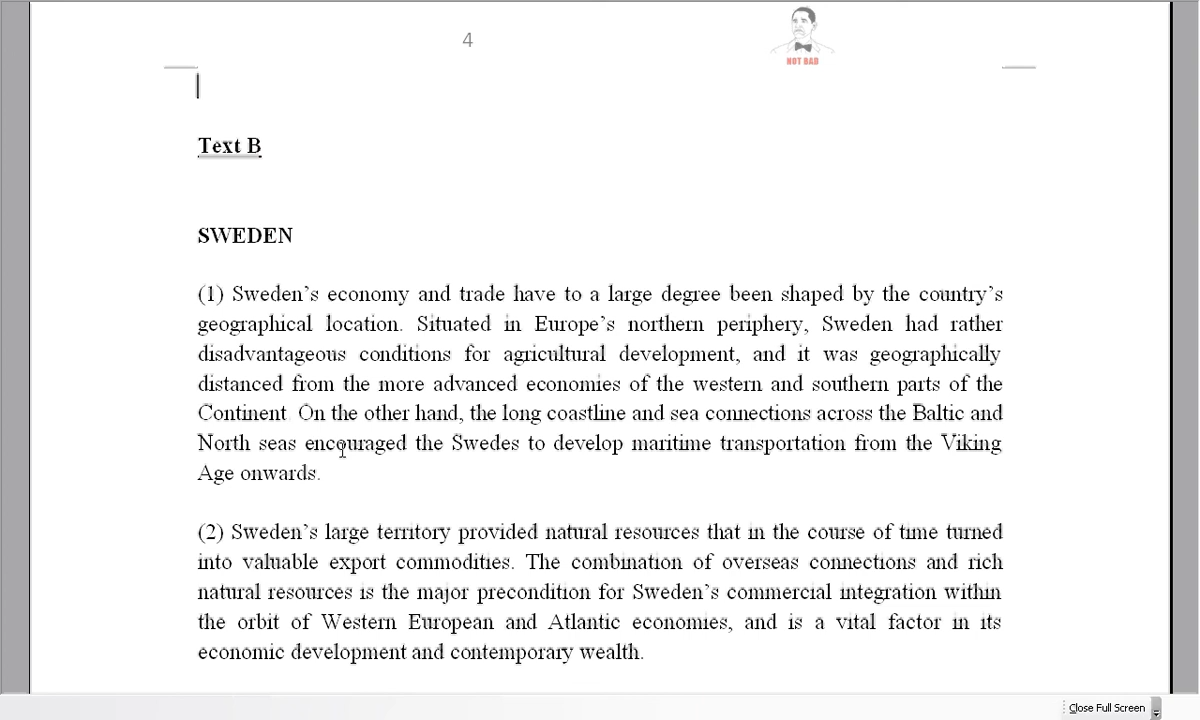 4
NOT BAD
Text B
SWEDEN
(1) Sweden's economy and trade have to a large degree been shaped by the country's
geographical location. Situated in Europe's northern periphery, Sweden had rather
disadvantageous conditions for agricultural development, and it was geographically
distanced from the more advanced economies of the western and southern parts of the
Continent On the other hand, the long coastline and sea connections across the Baltic and
North seas encouraged the Swedes to develop maritime transportation from the Viking
Age onwards.
(2) Sweden's large territory provided natural resources that in the course of time turned
into valuable export commodities. The combination of overseas connections and rich
natural resources is the major precondition for Sweden's commercial integration within
the orbit of Western European and Atlantic economies, and is a vital factor in its
economic development and contemporary wealth.
Close Full Screen